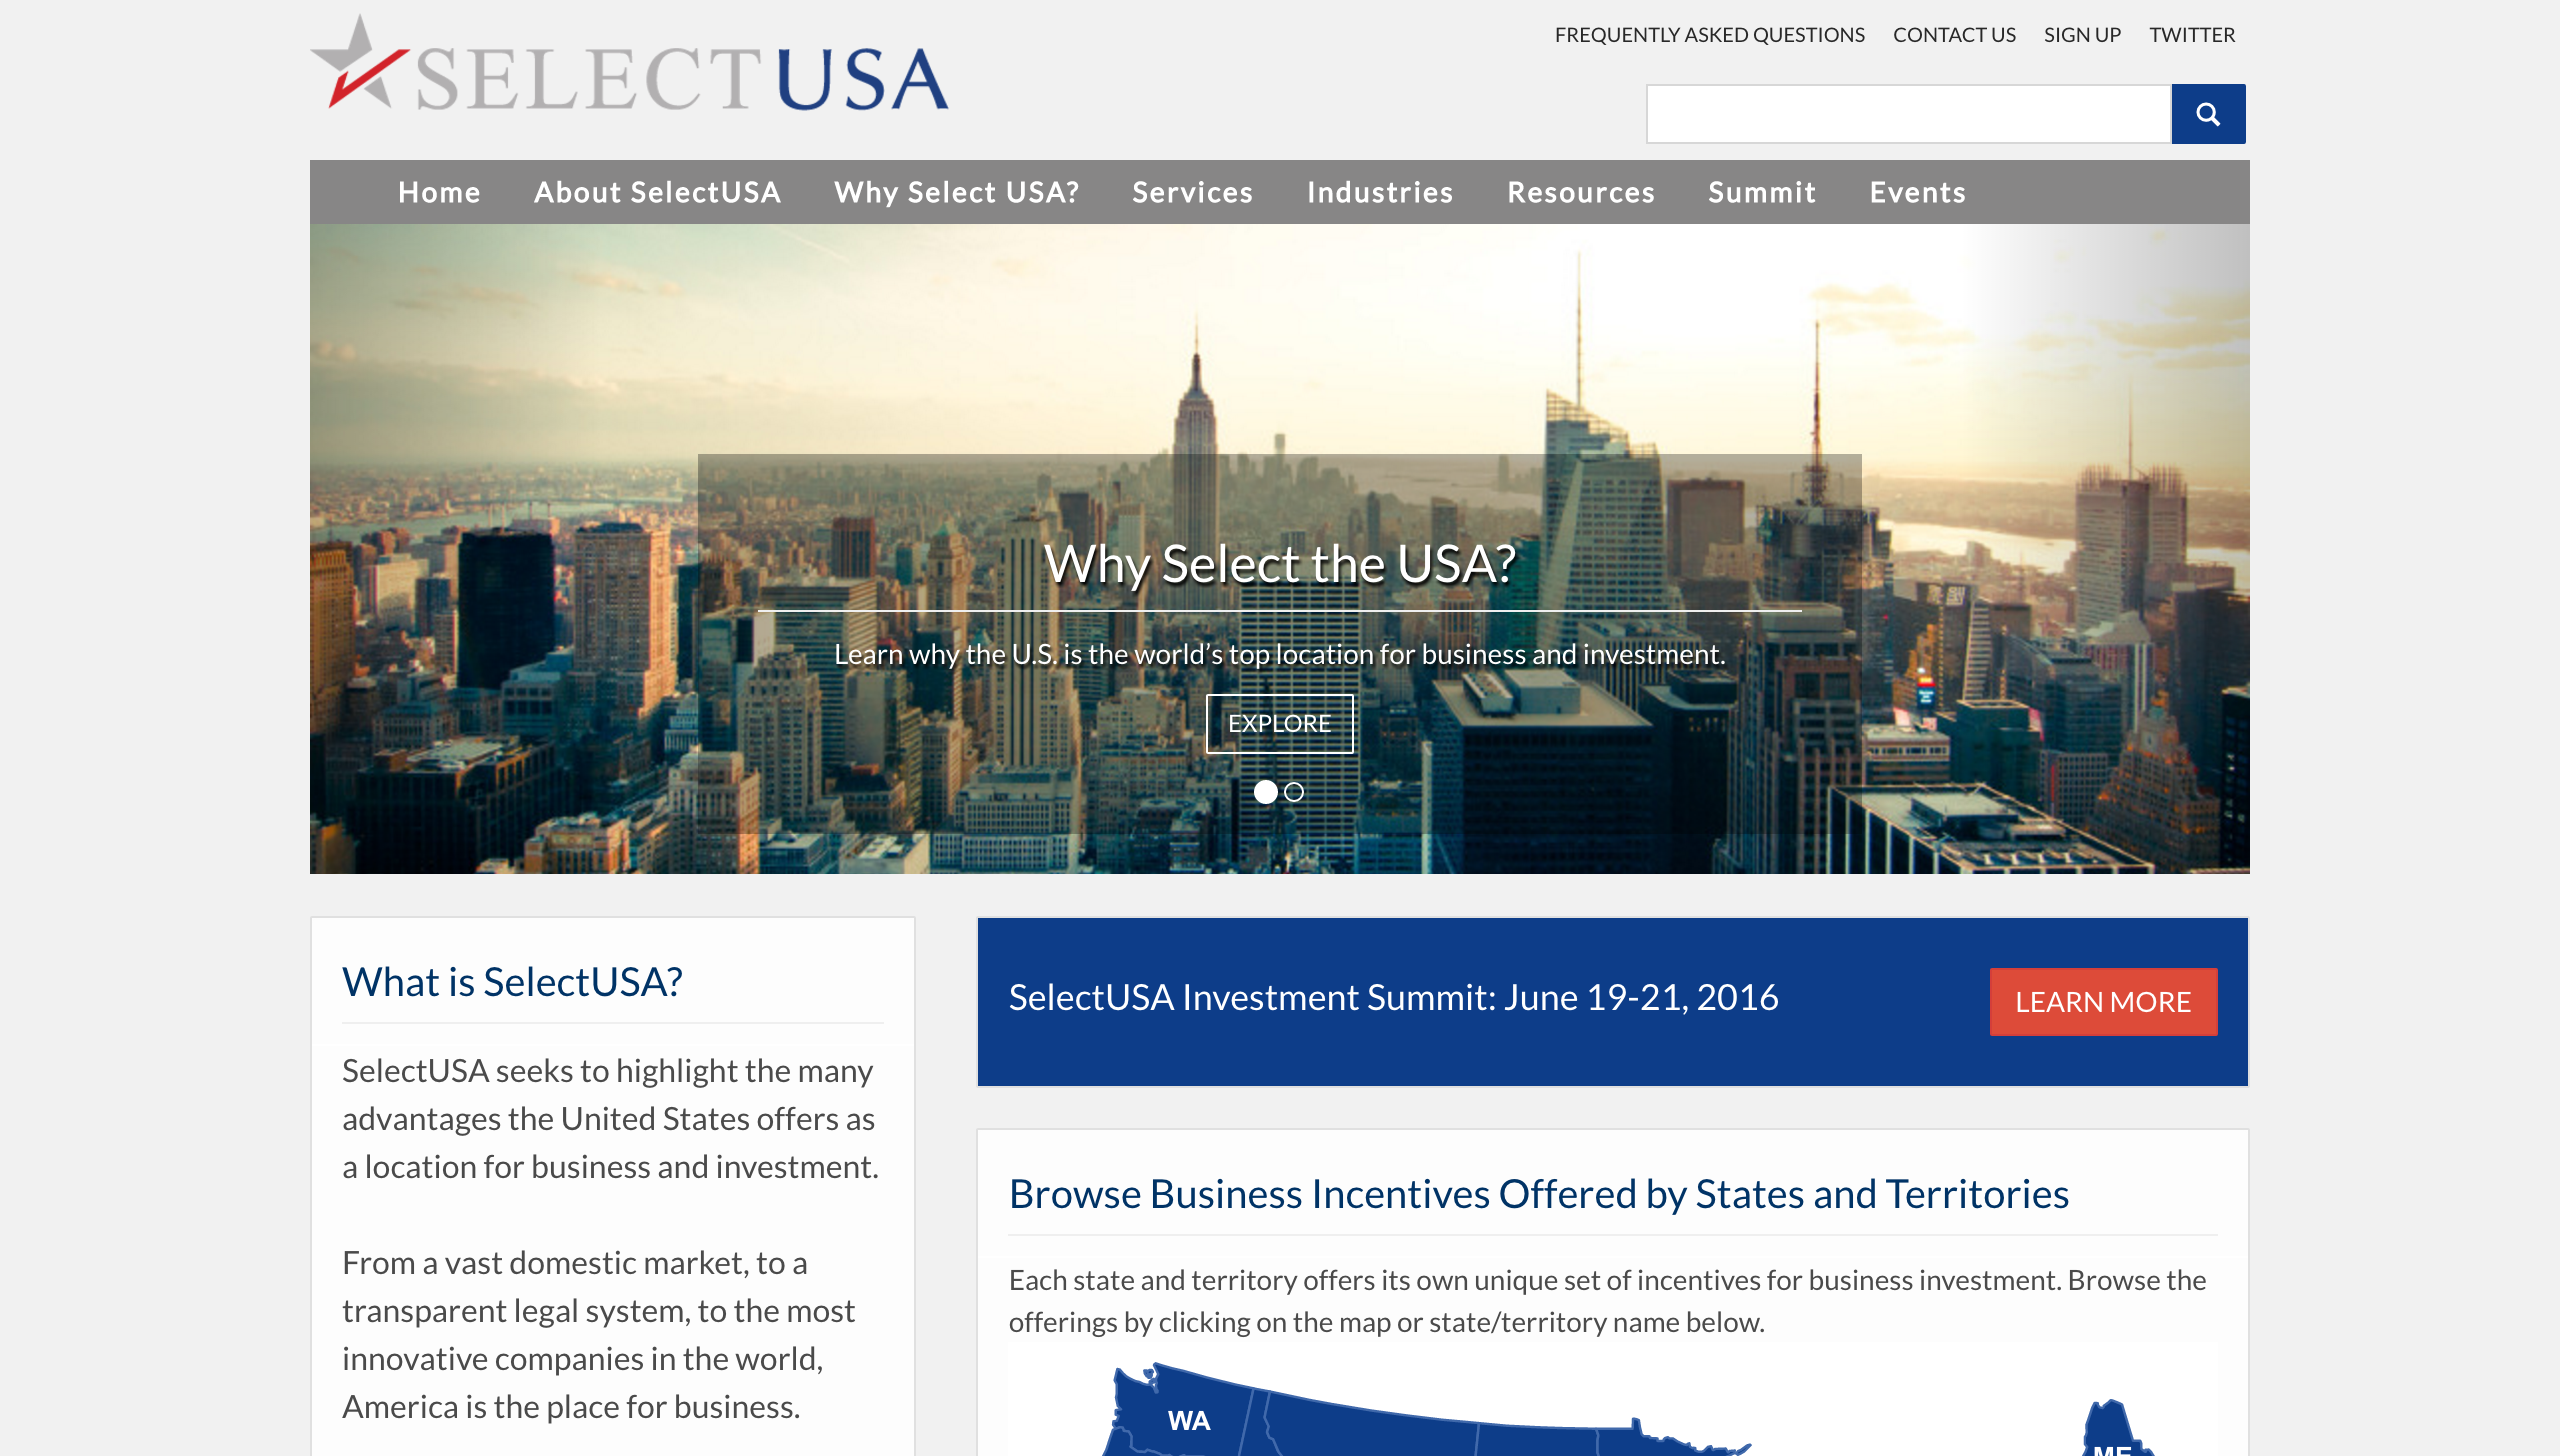 SELECTUSA
FREQUENTLY ASKED QUESTIONS CONTACT US SIGN UP TWITTER
Home About SelectUSA Why Select USA? Services Industries Resources Summit Events
Why Select the USA?
Learn why the U.S. is the world’s top location for business and investment.
EXPLORE
What is SelectUSA?
SelectUSA seeks to highlight the many
advantages the United States offers as
a location for business and investment.
From a vast domestic market, to a
transparent legal system, to the most
innovative companies in the world,
America is the place for business.
SelectUSA Investment Summit: June 19-21, 2016
LEARN MORE
Browse Business Incentives Offered by States and Territories
Each state and territory offers its own unique set of incentives for business investment. Browse the
offerings by clicking on the map or state/territory name below.
WA
ME